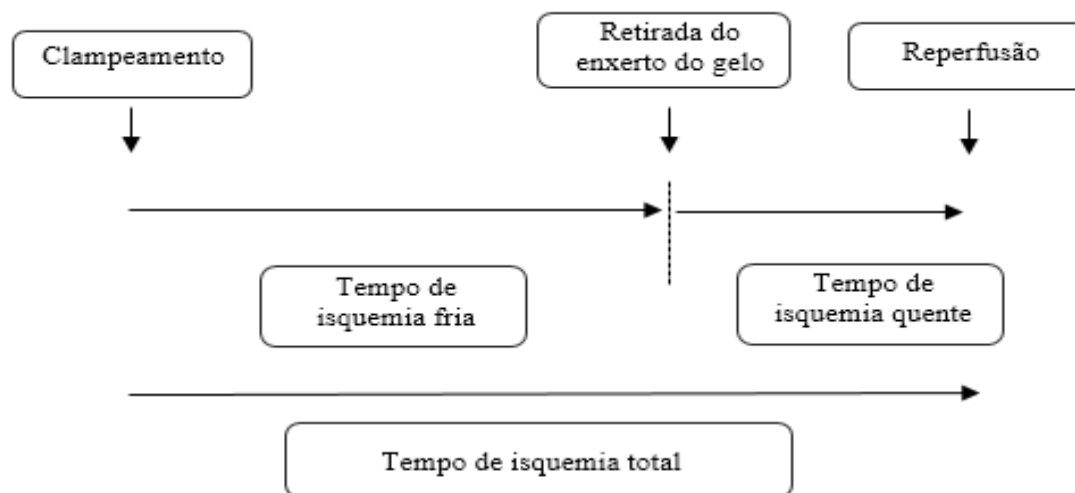 Clampeamento
Retirada do
enxerto do gelo
Reperfusão
Tempo de
isquemia fria
Tempo de
isquemia quente
Tempo de isquemia total